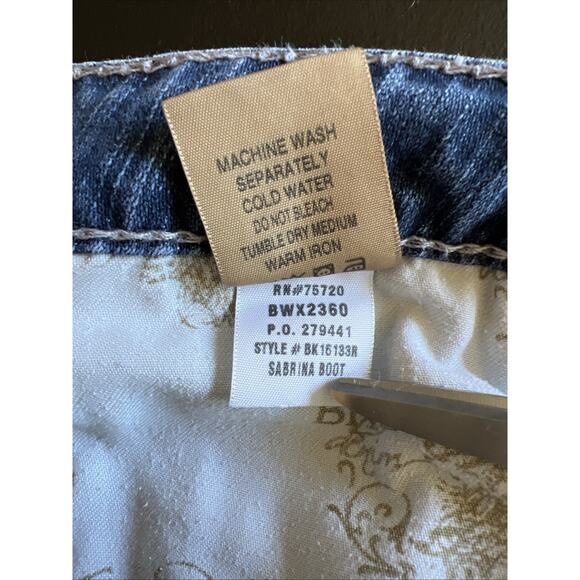 MACHINE WASH
SEPARATELY
COLD WATER
DO NOT BLEACH
TUMBLE DRY MEDIUM
WARM IRON
RN#75720
BWX2360
P.O. 279441
STYLE # BK16133R
SABRINA BOOT